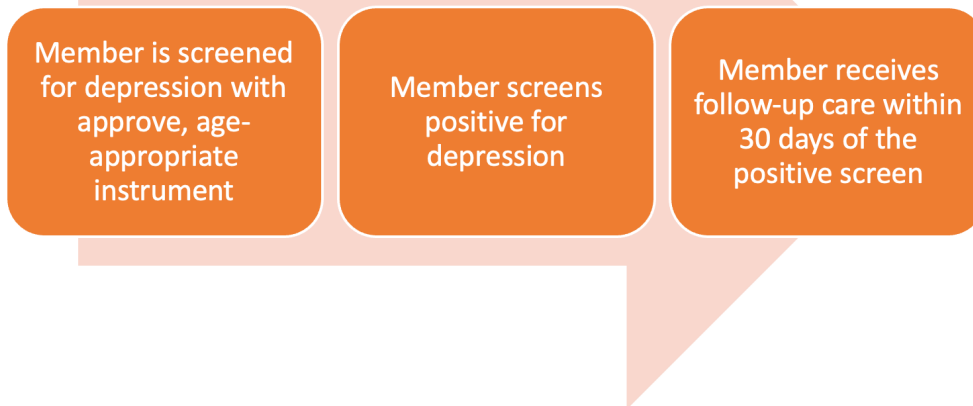 Member is screened
for depression with
approve, age-
appropriate
instrument
Member screens
positive for
depression
Member receives
follow-up care within
30 days of the
positive screen